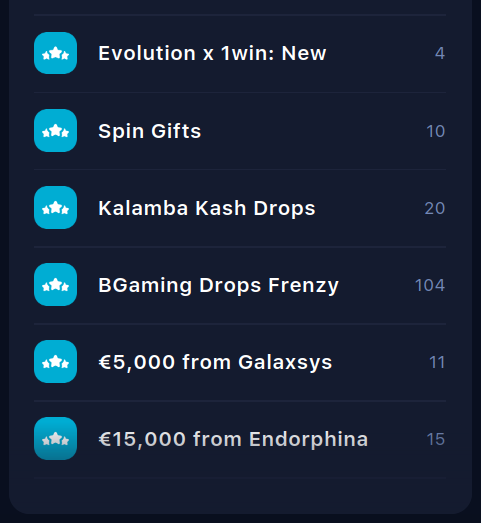 Evolution x 1win: New 4
Spin Gifts 10
Kalamba Kash Drops 20
BGaming Drops Frenzy 104
€5,000 from Galaxsys 11
€15,000 from Endorphina 15